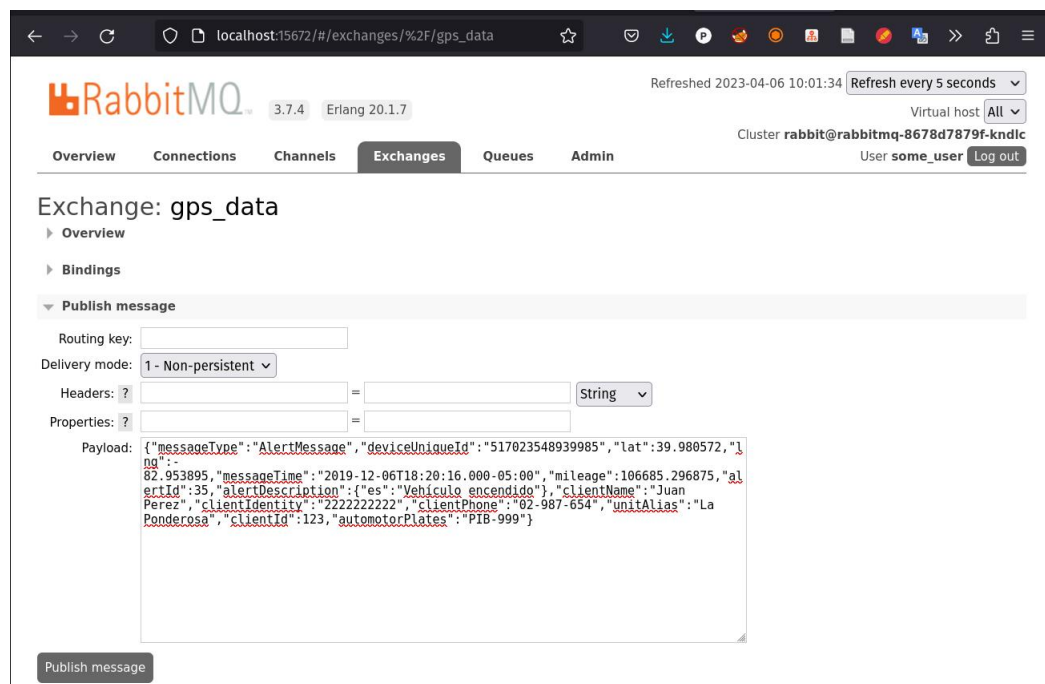 localhost:15672/#/exchanges/%2F/gps_data
RabbitMQ 3.7.4 Erlang 20.1.7
Refreshed 2023-04-06 10:01:34 Refresh every 5 seconds
Virtual host All
Cluster rabbit@rabbitmq-8678d7879f-kndlc
User some_user Log out
Overview Connections Channels Exchanges Queues Admin
Exchange: gps_data
Overview
Bindings
Publish message
Routing key:
Delivery mode: 1 - Non-persistent
Headers: ? = String
Properties: ? =
Payload: {"messageType":"AlertMessage","deviceUniqueId":"517023548939985","lat":39.980572,"l
ng":-
82.953895,"messageTime":"2019-12-06T18:20:16.000-05:00","mileage":106685.296875,"al
ertId":35,"alertDescription":{"es":"Vehículo encendido"},"clientName":"Juan
Perez","clientIdentity":"2222222222","clientPhone":"02-987-654","unitAlias":"La
Ponderosa","clientId":123,"automotorPlates":"PIB-999"}
Publish message